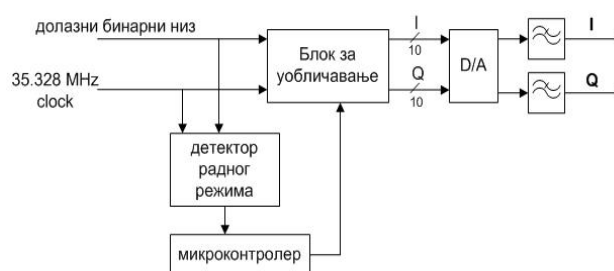 долазни бинарни низ
35.328 MHz
clock
Блок за
уобличавање
I
10
Q
10
D/A
I
Q
детектор
радног
режима
микроконтролер